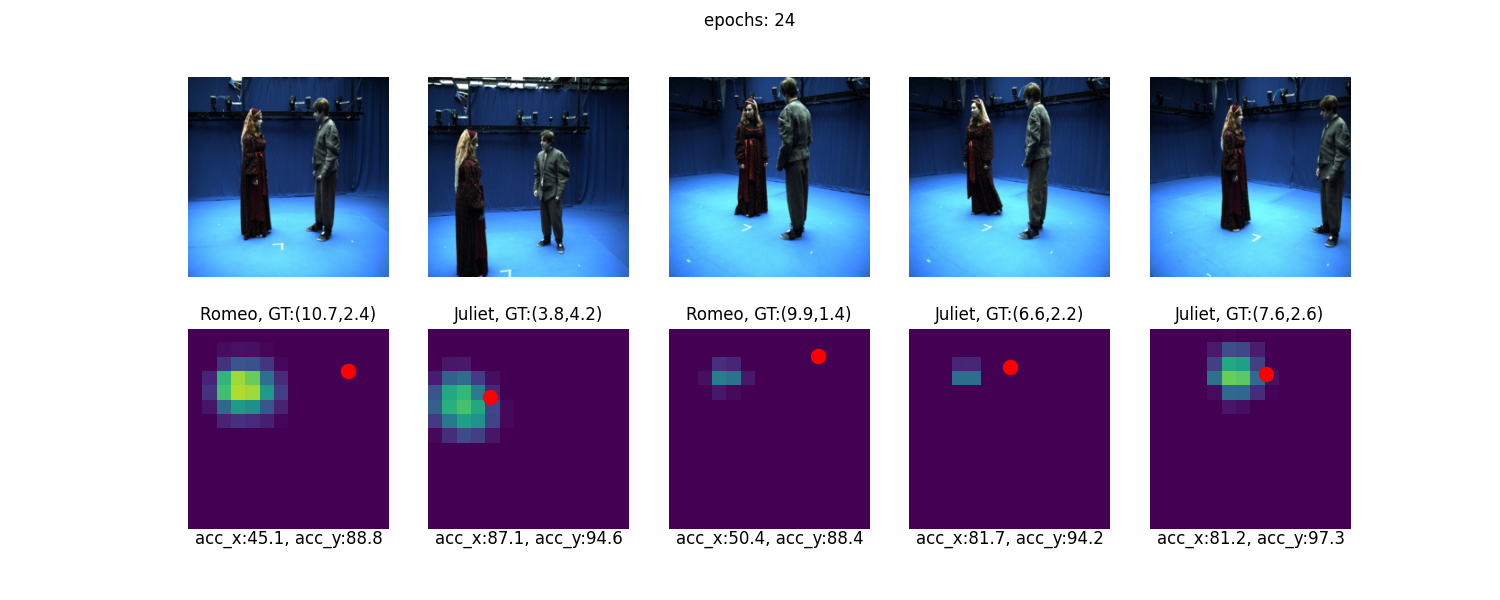 epochs: 24
Romeo, GT:(10.7,2.4)
Juliet, GT:(3.8,4.2)
Romeo, GT:(9.9,1.4)
Juliet, GT:(6.6,2.2)
Juliet, GT:(7.6,2.6)
acc_x:45.1, acc_y:88.8
acc_x:87.1, acc_y:94.6
acc_x:50.4, acc_y:88.4
acc_x:81.7, acc_y:94.2
acc_x:81.2, acc_y:97.3